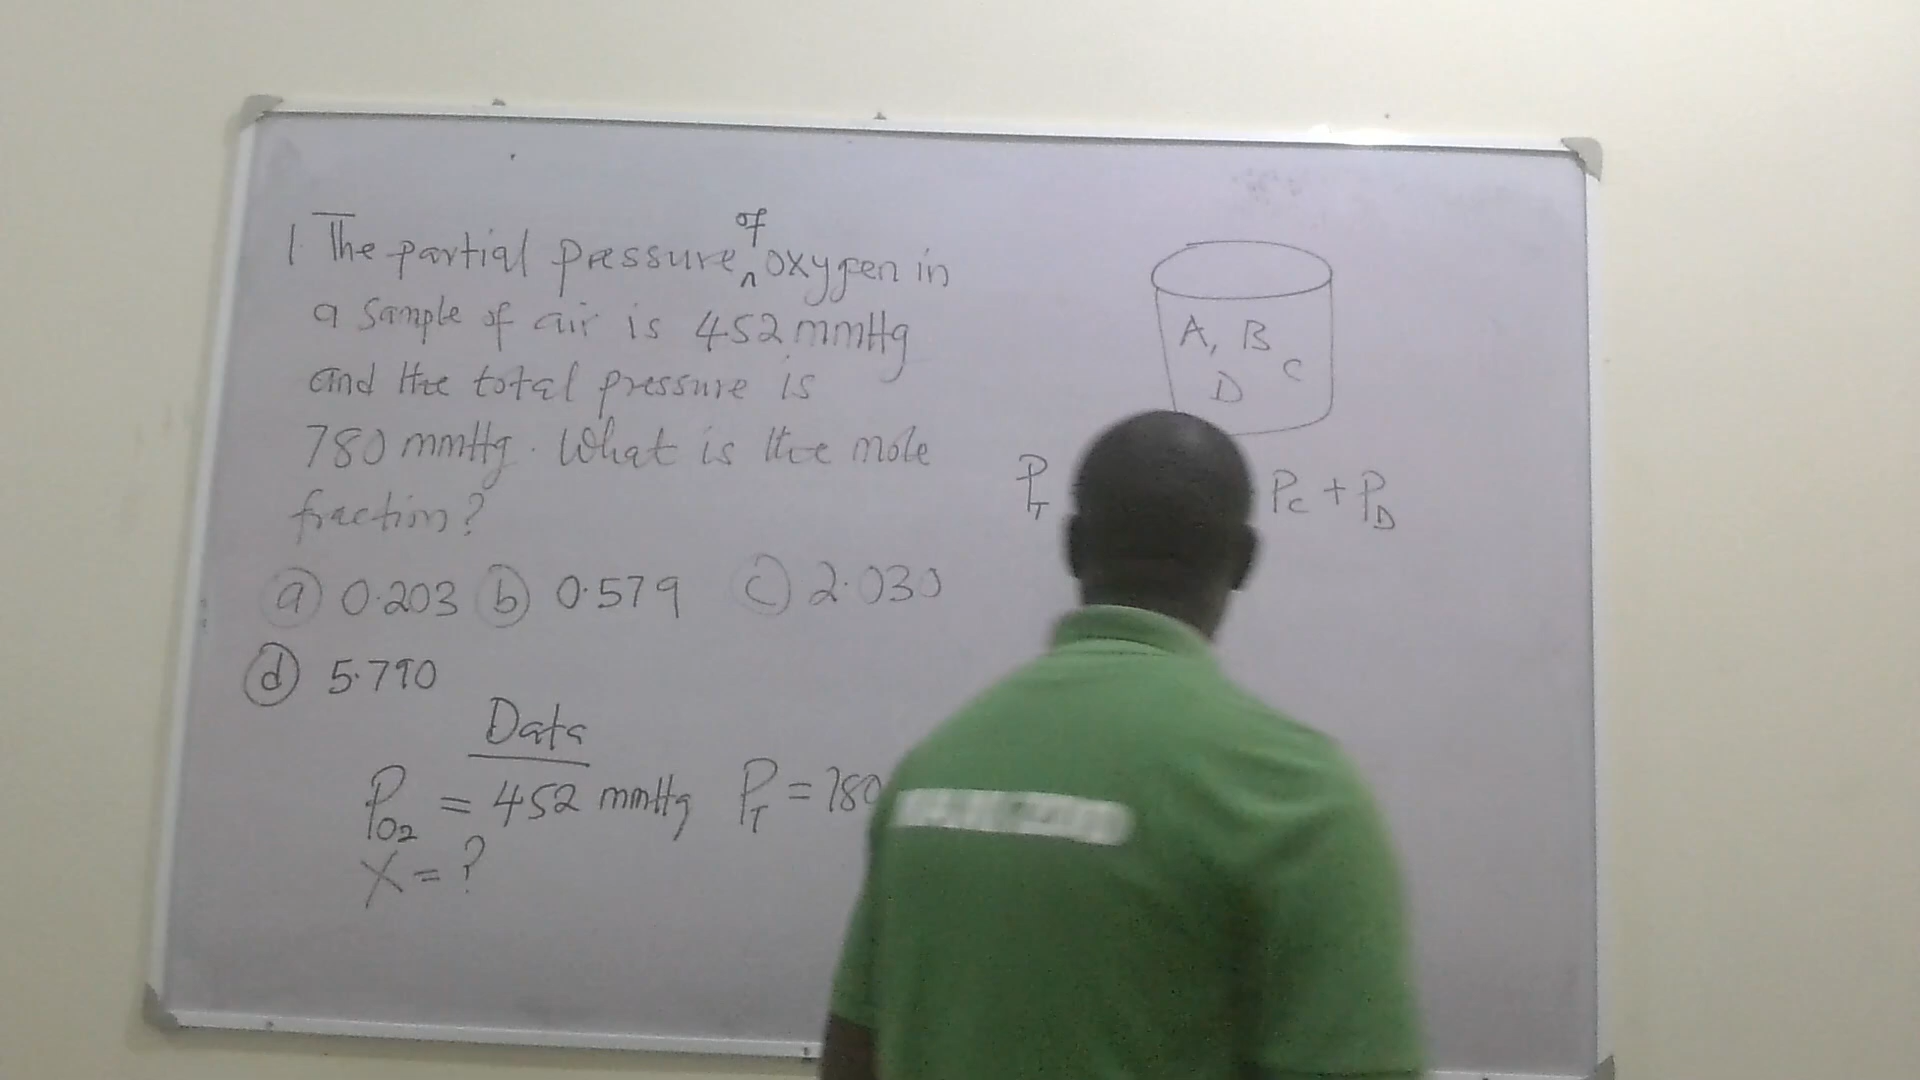 1. The partial pressure of oxygen in
a sample of air is 452 mmHg
and the total pressure is
780 mmHg. What is the mole
fraction?
(a) 0.203 (b) 0.579 (c) 2.030
(d) 5.790
Data
P_O2 = 452 mmHg P_T = 780
X = ?
A, B
C
D
P_T P_C + P_D